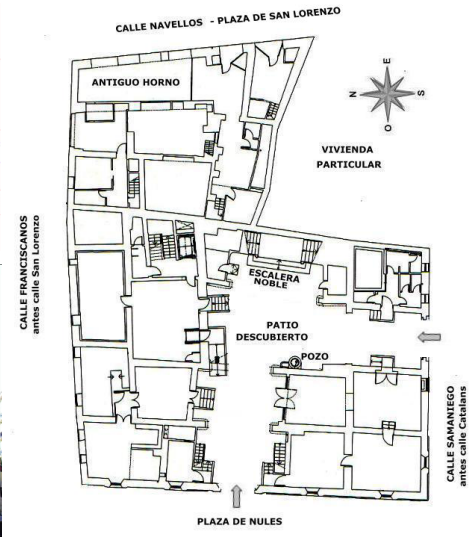 CALLE NAVELLOS - PLAZA DE SAN LORENZO
ANTIGUO HORNO
E
N
S
O
VIVIENDA
PARTICULAR
CALLE FRANCISCANOS
antes calle San Lorenzo
ESCALERA
NOBLE
PATIO
DESCUBIERTO
POZO
CALLE SAMANIEGO
antes calle Catalans
PLAZA DE NULES